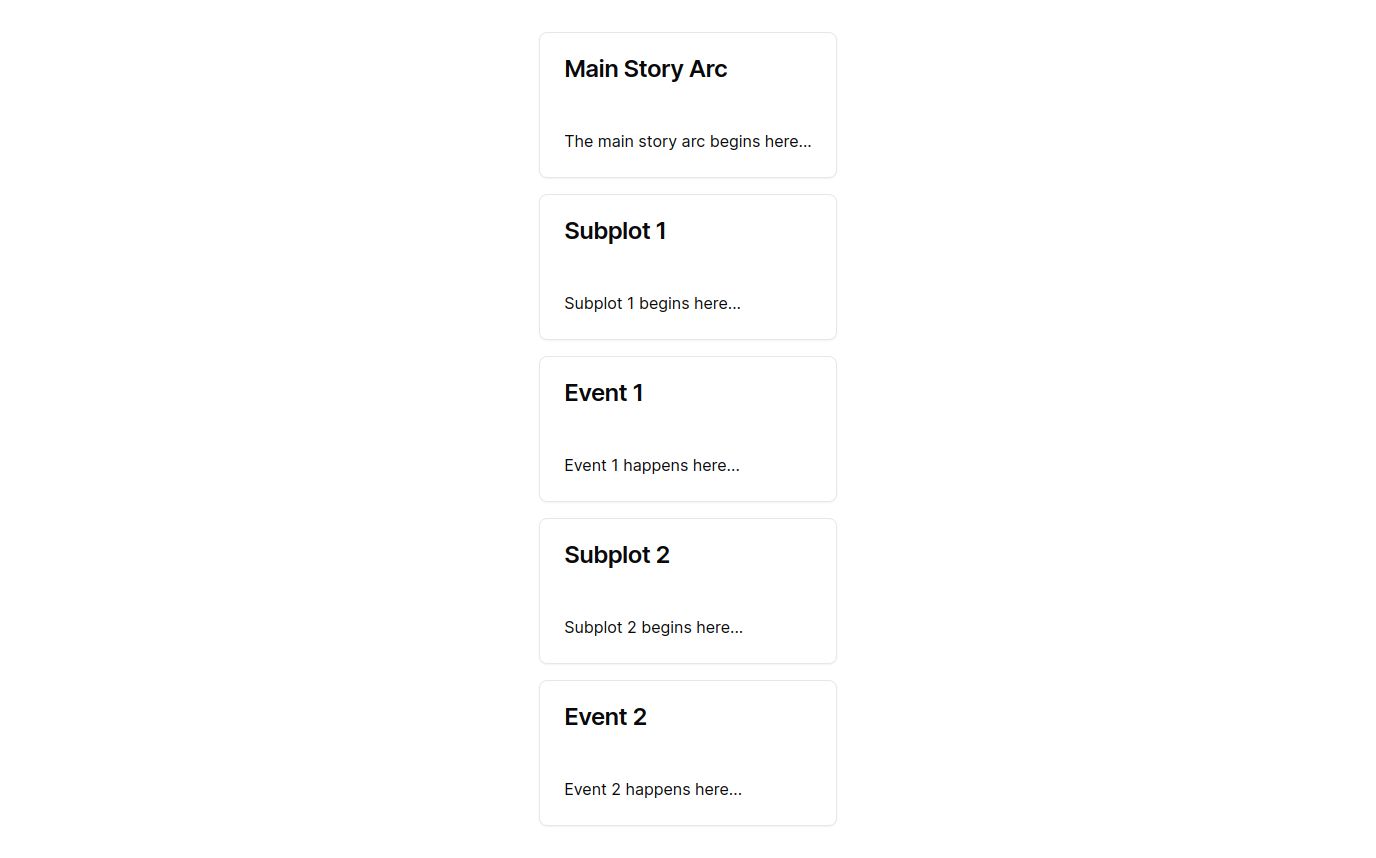 Main Story Arc
The main story arc begins here...
Subplot 1
Subplot 1 begins here...
Event 1
Event 1 happens here...
Subplot 2
Subplot 2 begins here...
Event 2
Event 2 happens here...